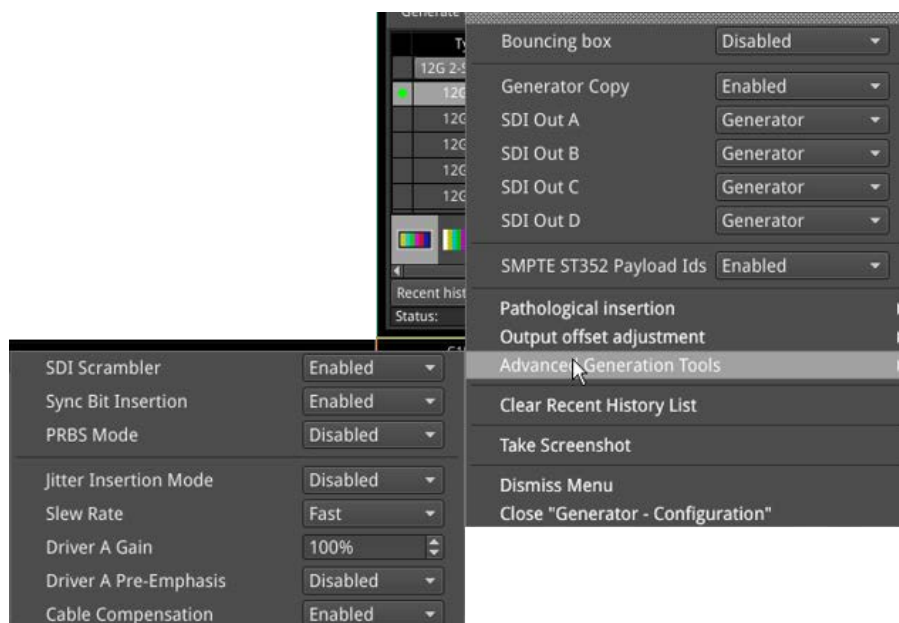 Generate
Ty
12G 2-S
12G
12G
12G
12G
12G
Recent hist
Status:
Bouncing box Disabled
Generator Copy Enabled
SDI Out A Generator
SDI Out B Generator
SDI Out C Generator
SDI Out D Generator
SMPTE ST352 Payload Ids Enabled
Pathological insertion
Output offset adjustment
Advanced Generation Tools
Clear Recent History List
Take Screenshot
Dismiss Menu
Close "Generator - Configuration"
SDI Scrambler Enabled
Sync Bit Insertion Enabled
PRBS Mode Disabled
Jitter Insertion Mode Disabled
Slew Rate Fast
Driver A Gain 100%
Driver A Pre-Emphasis Disabled
Cable Compensation Enabled